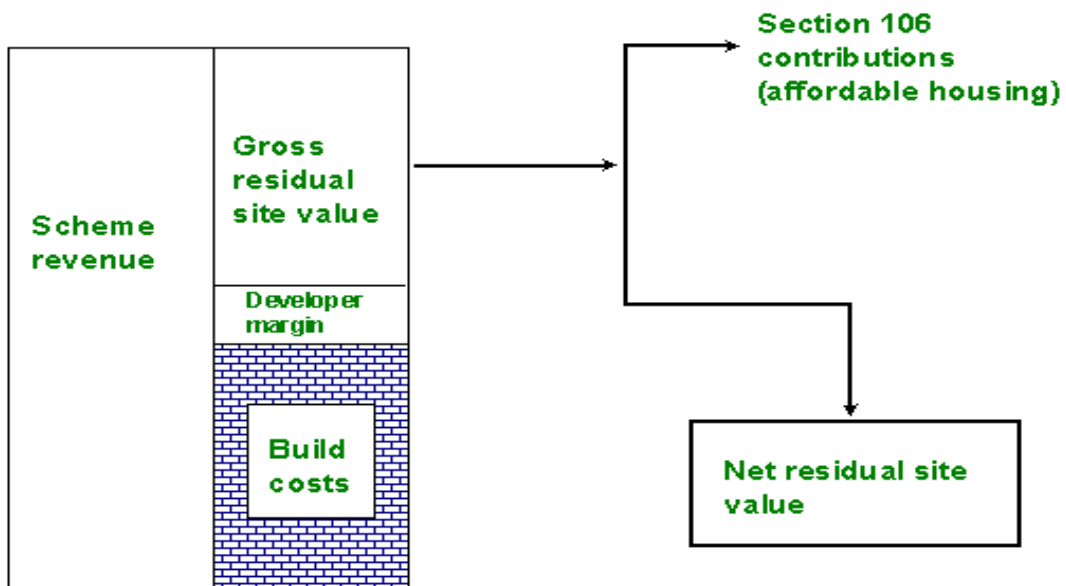 Section 106
contributions
(affordable housing)
Gross
residual
site value
Scheme
revenue
Developer
margin
Build
costs
Net residual site
value